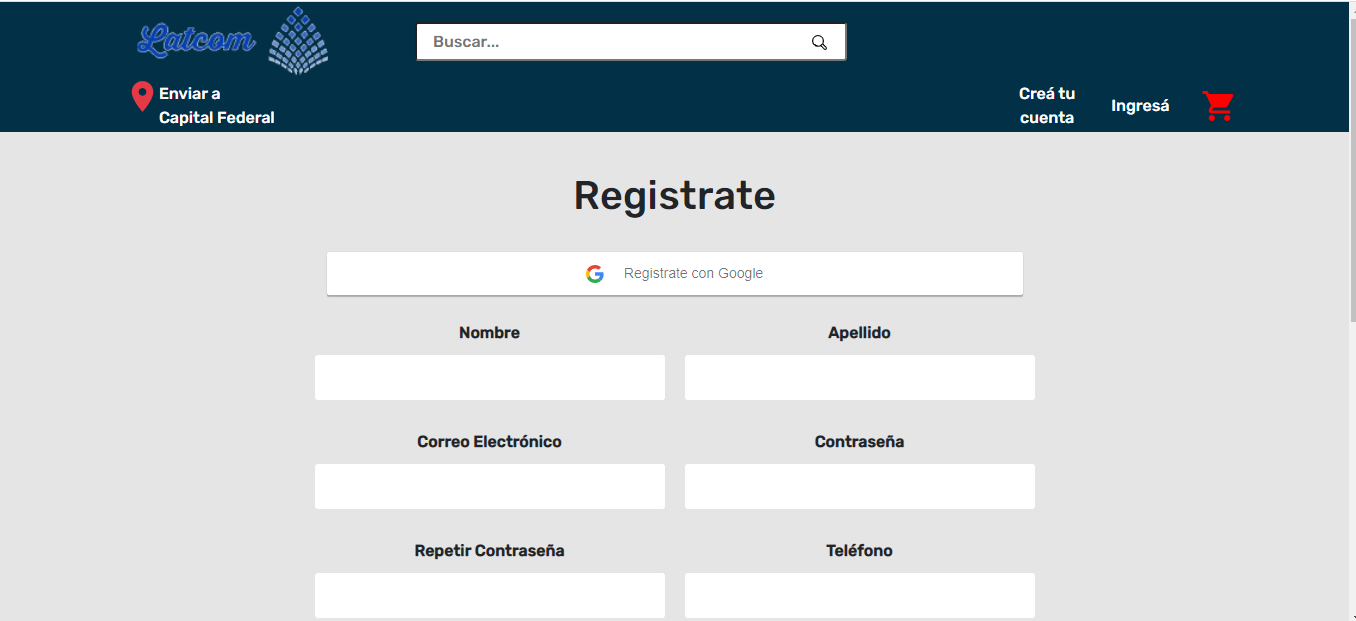 Latcom
Buscar...
Enviar a
Capital Federal
Creá tu
cuenta
Ingresá
Registrate
Registrate con Google
Nombre
Apellido
Correo Electrónico
Contraseña
Repetir Contraseña
Teléfono